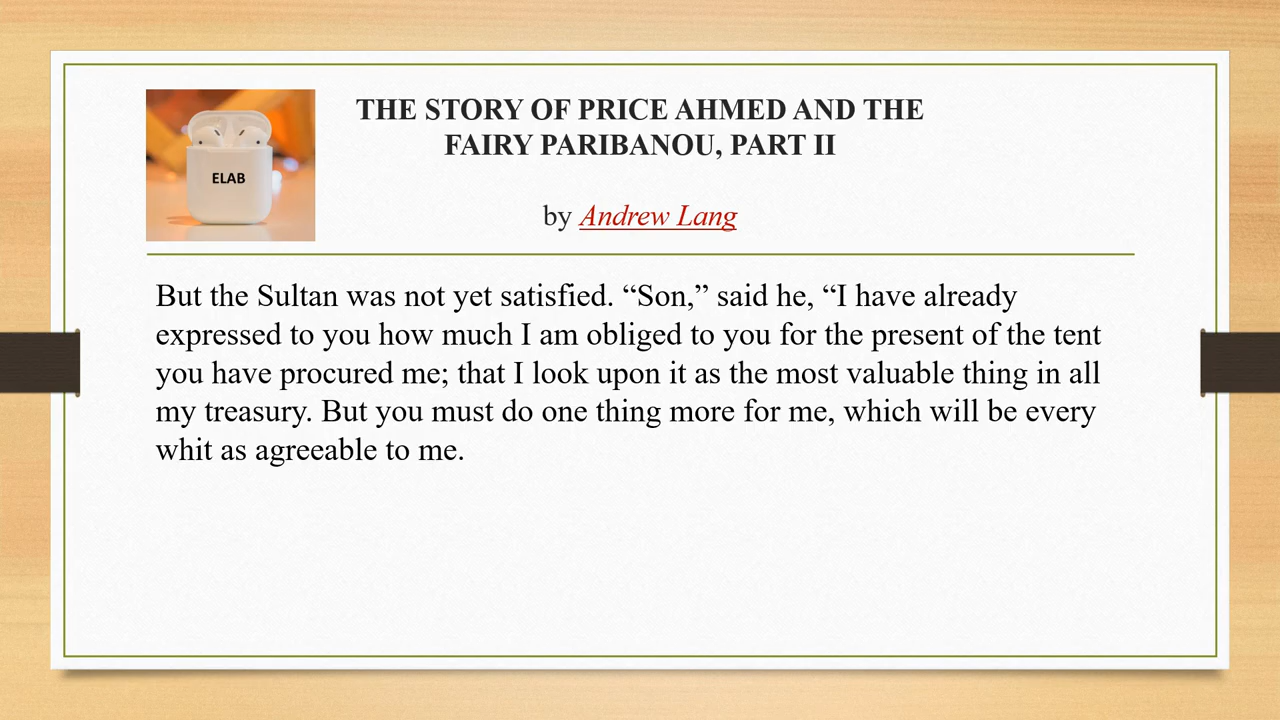 ELAB
THE STORY OF PRICE AHMED AND THE
FAIRY PARIBANOU, PART II
by Andrew Lang
But the Sultan was not yet satisfied. “Son,” said he, “I have already
expressed to you how much I am obliged to you for the present of the tent
you have procured me; that I look upon it as the most valuable thing in all
my treasury. But you must do one thing more for me, which will be every
whit as agreeable to me.